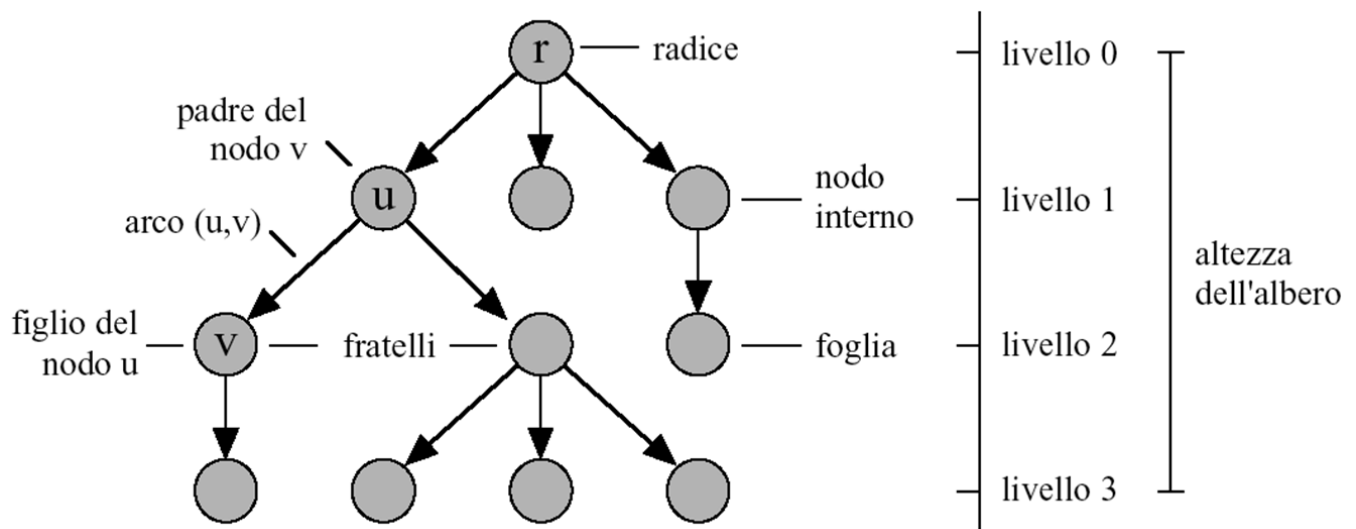 r
radice
livello 0
padre del
nodo v
u
nodo
interno
livello 1
arco (u,v)
altezza
dell'albero
figlio del
nodo u
v
fratelli
foglia
livello 2
livello 3